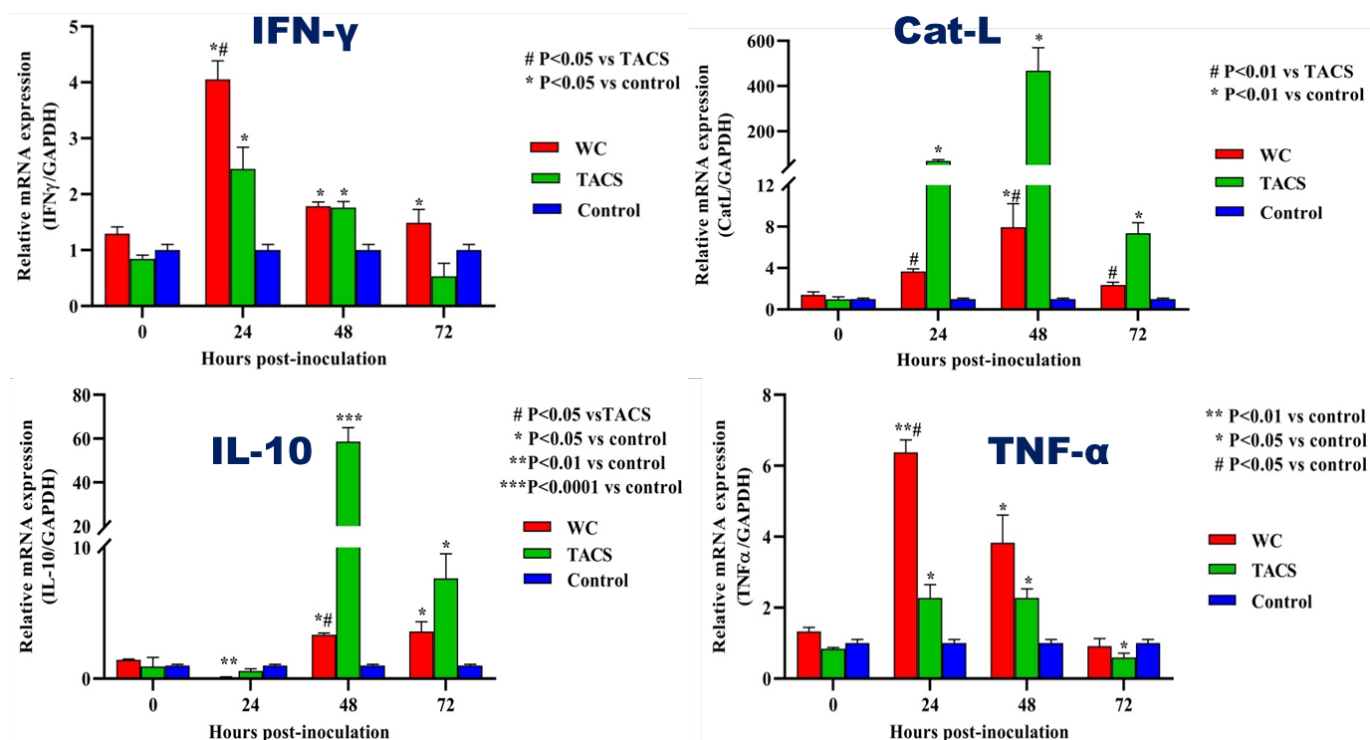 IFN-γ
Relative mRNA expression
(IFNγ/GAPDH)
5
4
3
2
1
0
*#
*
*
*
*
# P<0.05 vs TACS
* P<0.05 vs control
WC
TACS
Control
0 24 48 72
Hours post-inoculation
Cat-L
Relative mRNA expression
(CatL/GAPDH)
600
400
200
12
8
4
0
#
*
*#
*
#
*
# P<0.01 vs TACS
* P<0.01 vs control
WC
TACS
Control
0 24 48 72
Hours post-inoculation
IL-10
Relative mRNA expression
(IL-10/GAPDH)
80
60
40
20
10
0
**
*#
***
*
*
# P<0.05 vsTACS
* P<0.05 vs control
**P<0.01 vs control
***P<0.0001 vs control
WC
TACS
Control
0 24 48 72
Hours post-inoculation
TNF-α
Relative mRNA expression
(TNFα/GAPDH)
8
6
4
2
0
**#
*
*
*
*
** P<0.01 vs control
* P<0.05 vs control
# P<0.05 vs TACS
WC
TACS
Control
0 24 48 72
Hours post-inoculation